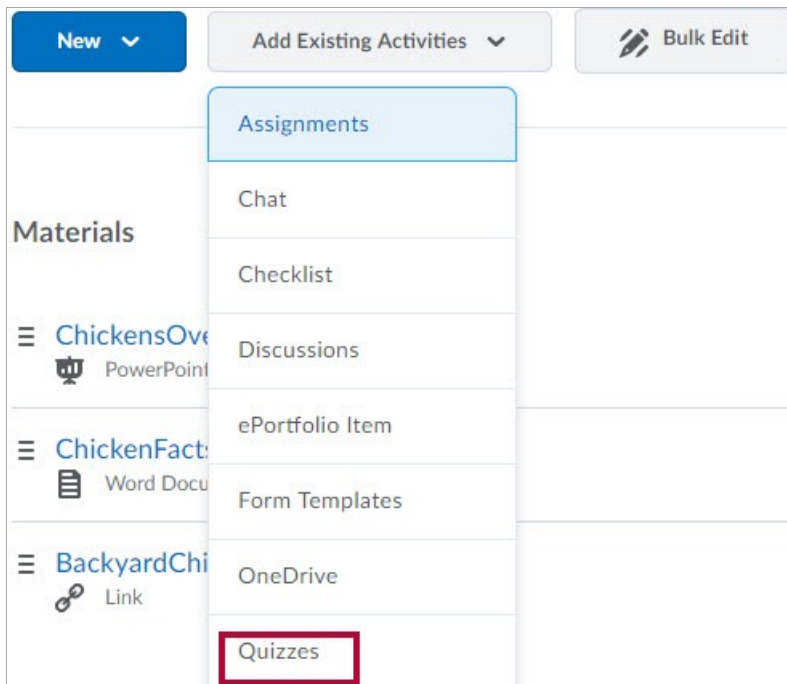 New
Add Existing Activities
Bulk Edit
Assignments
Chat
Materials
Checklist
ChickensOve
PowerPoint
Discussions
ePortfolio Item
ChickenFacts
Word Docu
Form Templates
BackyardChi
Link
OneDrive
Quizzes